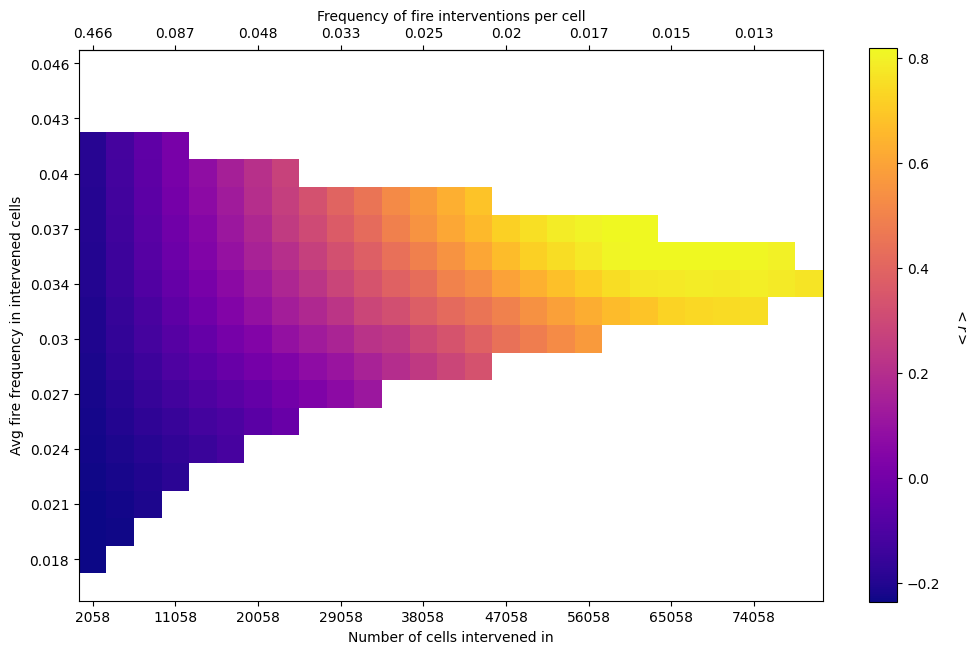 Frequency of fire interventions per cell
0.466 0.087 0.048 0.033 0.025 0.02 0.017 0.015 0.013
Avg fire frequency in intervened cells
0.046
0.043
0.04
0.037
0.034
0.03
0.027
0.024
0.021
0.018
2058 11058 20058 29058 38058 47058 56058 65058 74058
Number of cells intervened in
0.8
0.6
0.4
0.2
0.0
−0.2
< r >